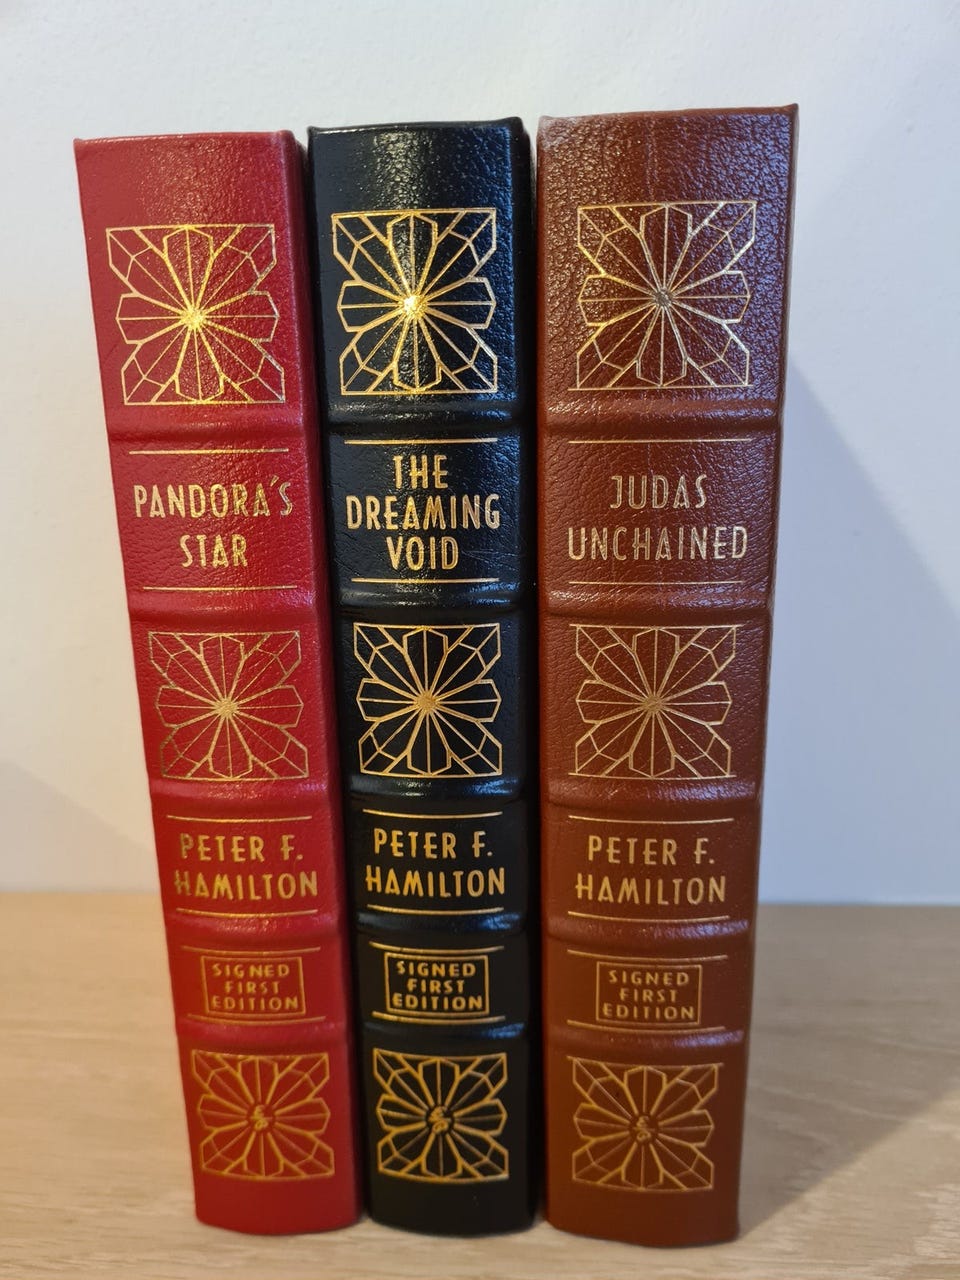 PANDORA'S
STAR
PETER F.
HAMILTON
SIGNED
FIRST
EDITION
THE
DREAMING
VOID
PETER F.
HAMILTON
SIGNED
FIRST
EDITION
JUDAS
UNCHAINED
PETER F.
HAMILTON
SIGNED
FIRST
EDITION